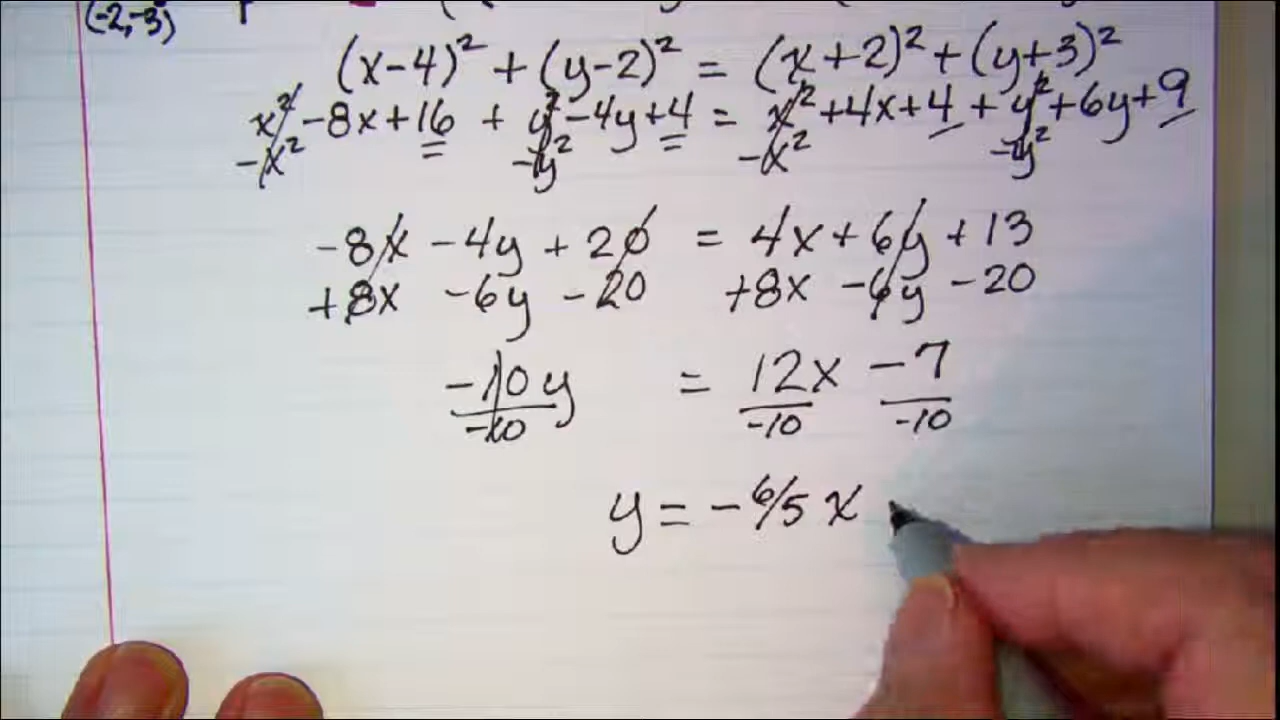 (-2,-3)
(x-4)² + (y-2)² = (x+2)² + (y+3)²
x² -8x+16 + y² -4y+4 = x² +4x+4 + y² +6y+9
-x² -y² -x² -y²
-8x -4y + 20 = 4x + 6y + 13
+8x -6y -20 +8x -6y -20
-10y = 12x -7
-10 -10 -10
y = -6/5 x